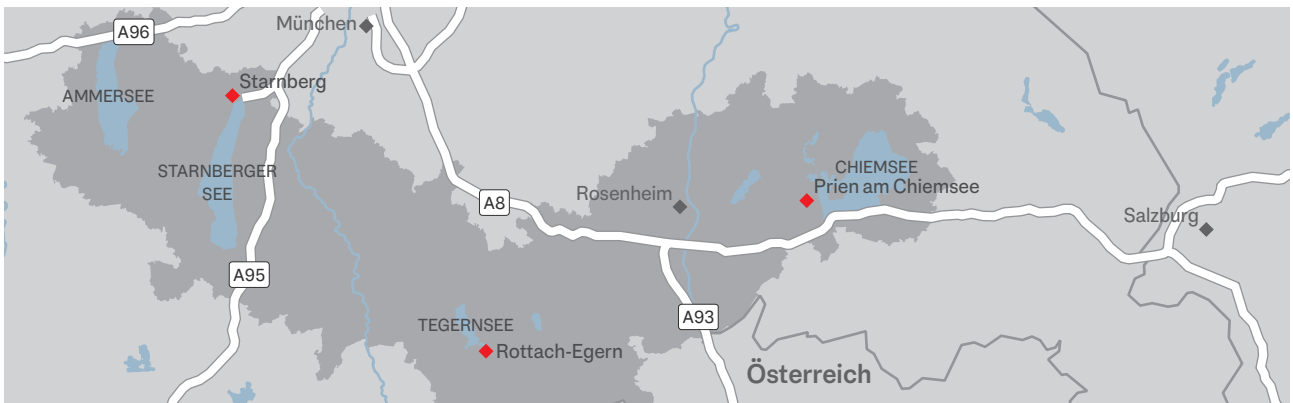 München
A96
Starnberg
AMMERSEE
STARNBERGER
SEE
CHIEMSEE
Prien am Chiemsee
Rosenheim
A8
Salzburg
A95
A93
TEGERNSEE
Rottach-Egern
Österreich